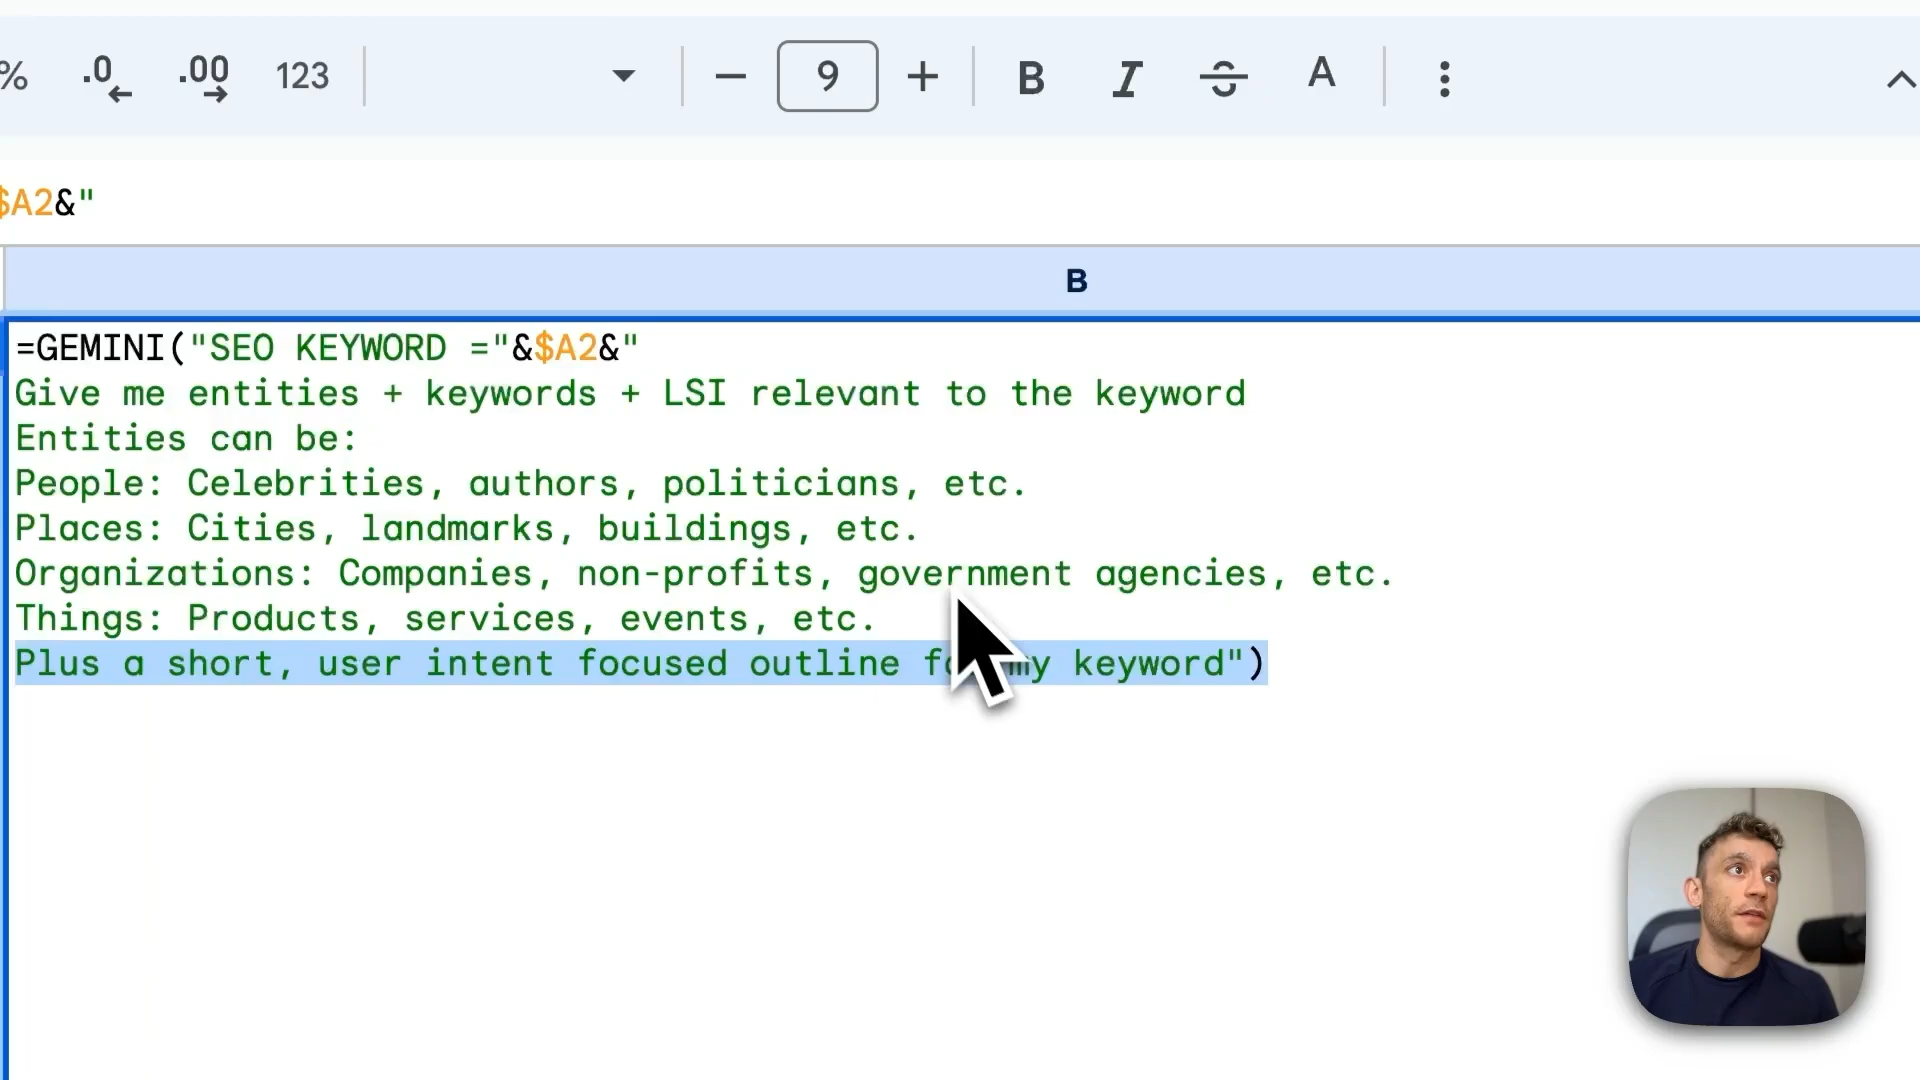 % .0 .00 123 9 B I S A
$A2&"
B
=GEMINI("SEO KEYWORD ="&$A2&"
Give me entities + keywords + LSI relevant to the keyword
Entities can be:
People: Celebrities, authors, politicians, etc.
Places: Cities, landmarks, buildings, etc.
Organizations: Companies, non-profits, government agencies, etc.
Things: Products, services, events, etc.
Plus a short, user intent focused outline my keyword")